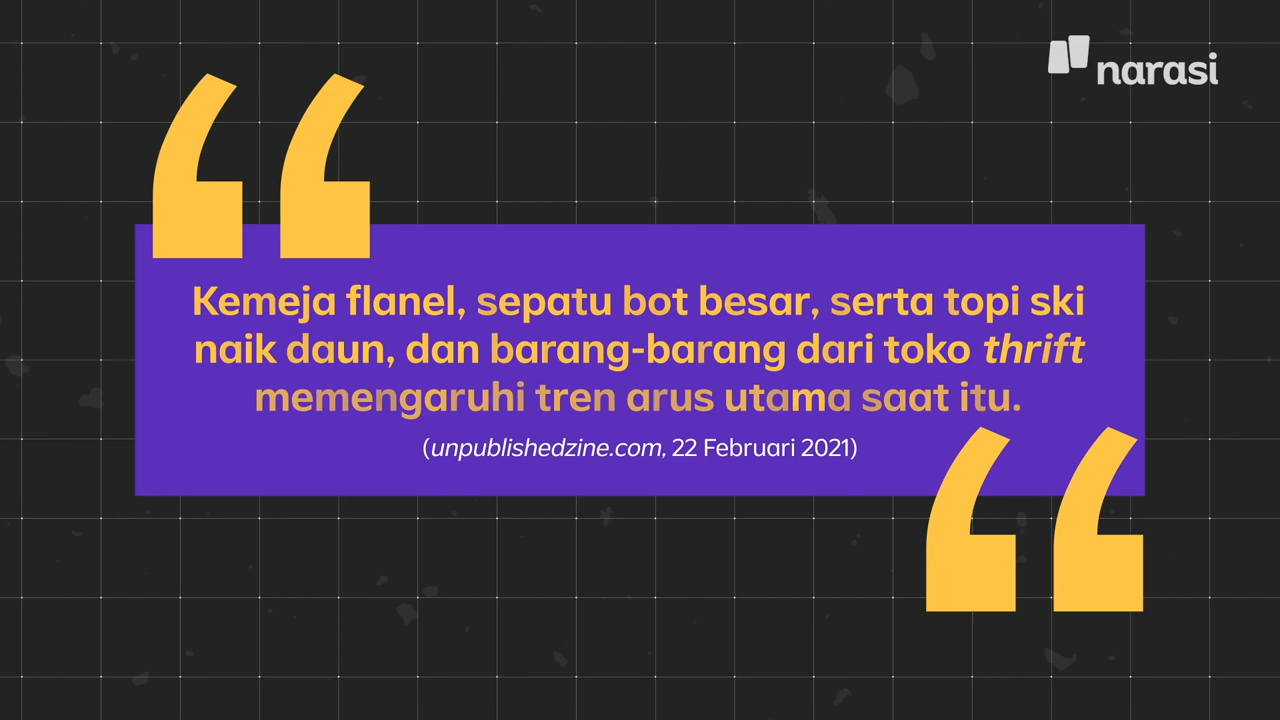 narasi
Kemeja flanel, sepatu bot besar, serta topi ski
naik daun, dan barang-barang dari toko thrift
memengaruhi tren arus utama saat itu.
(unpublishedzine.com, 22 Februari 2021)